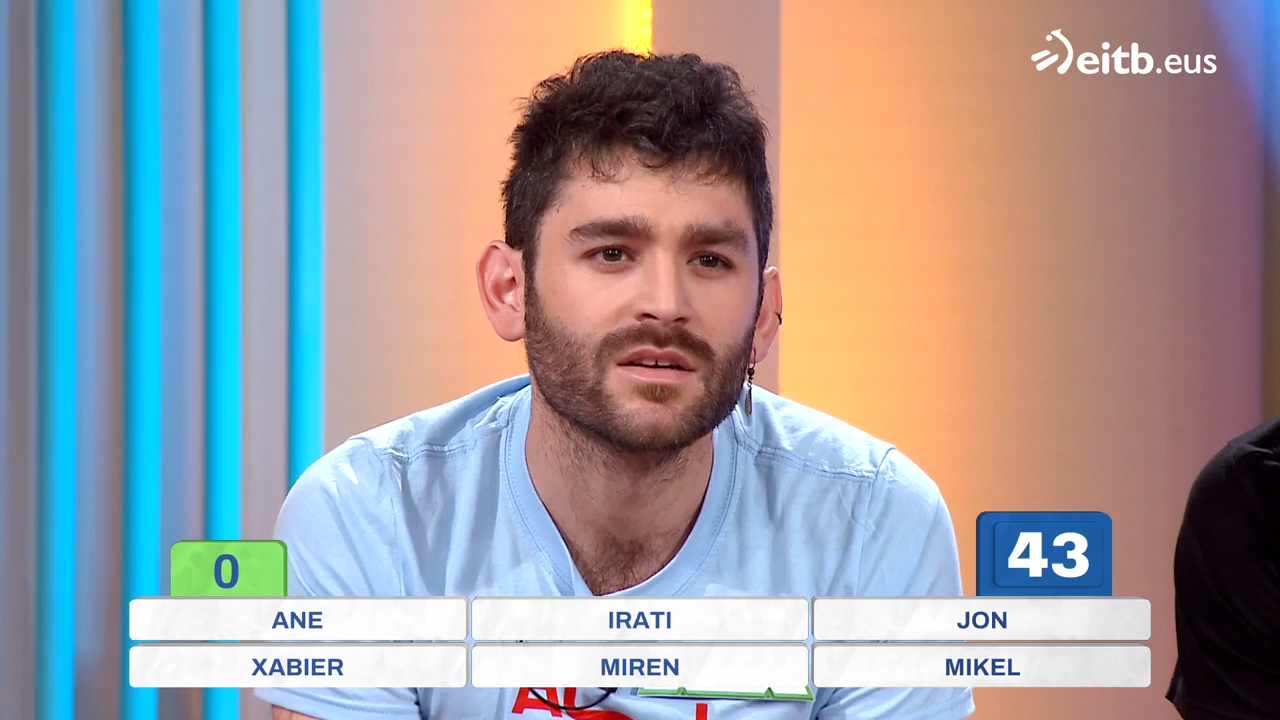 eitb.eus
0
43
ANE IRATI JON
XABIER MIREN MIKEL